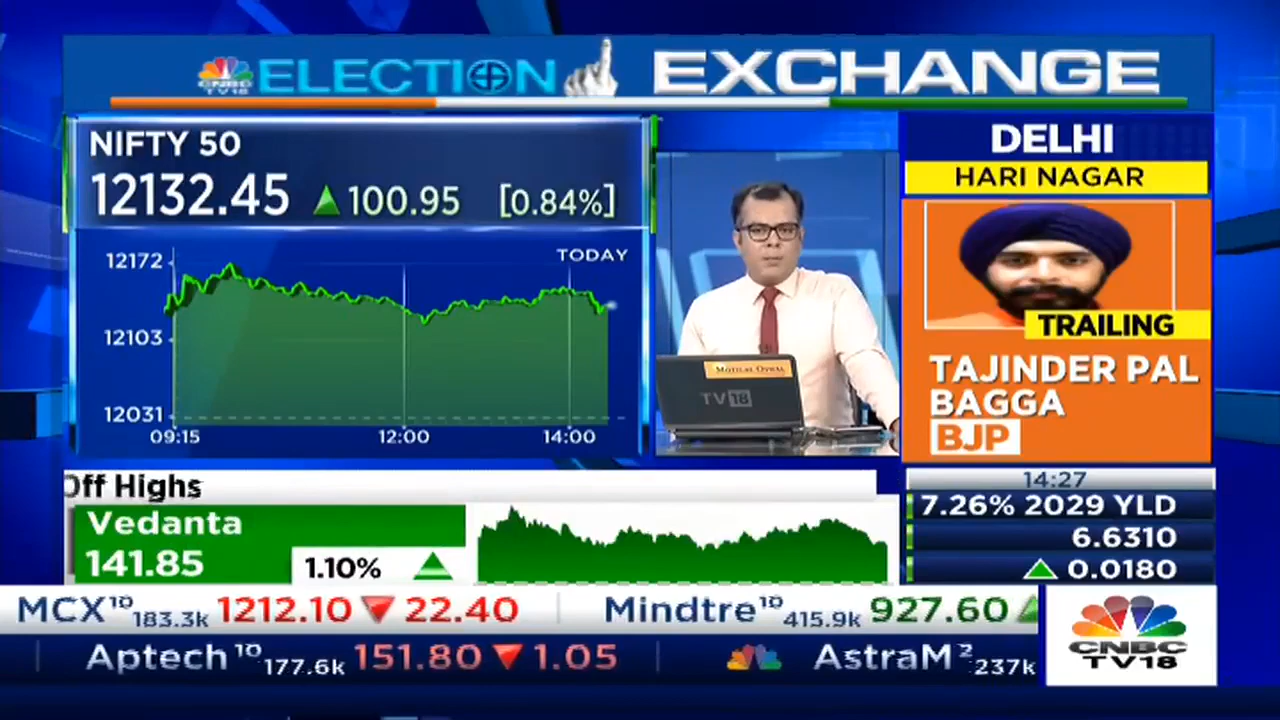 CNBC TV18 ELECTION EXCHANGE
NIFTY 50
12132.45 ▲ 100.95 [0.84%]
TODAY
12172
12103
12031
09:15 12:00 14:00
MOTILAL OSWAL
TV18
DELHI
HARI NAGAR
TRAILING
TAJINDER PAL
BAGGA
BJP
Off Highs
Vedanta
141.85 1.10% ▲
14:27
7.26% 2029 YLD
6.6310
▲ 0.0180
MCX 10 183.3k 1212.10 ▼ 22.40 Mindtre 10 415.9k 927.60 ▲
Aptech 10 177.6k 151.80 ▼ 1.05 AstraM 2 237k
CNBC
TV18